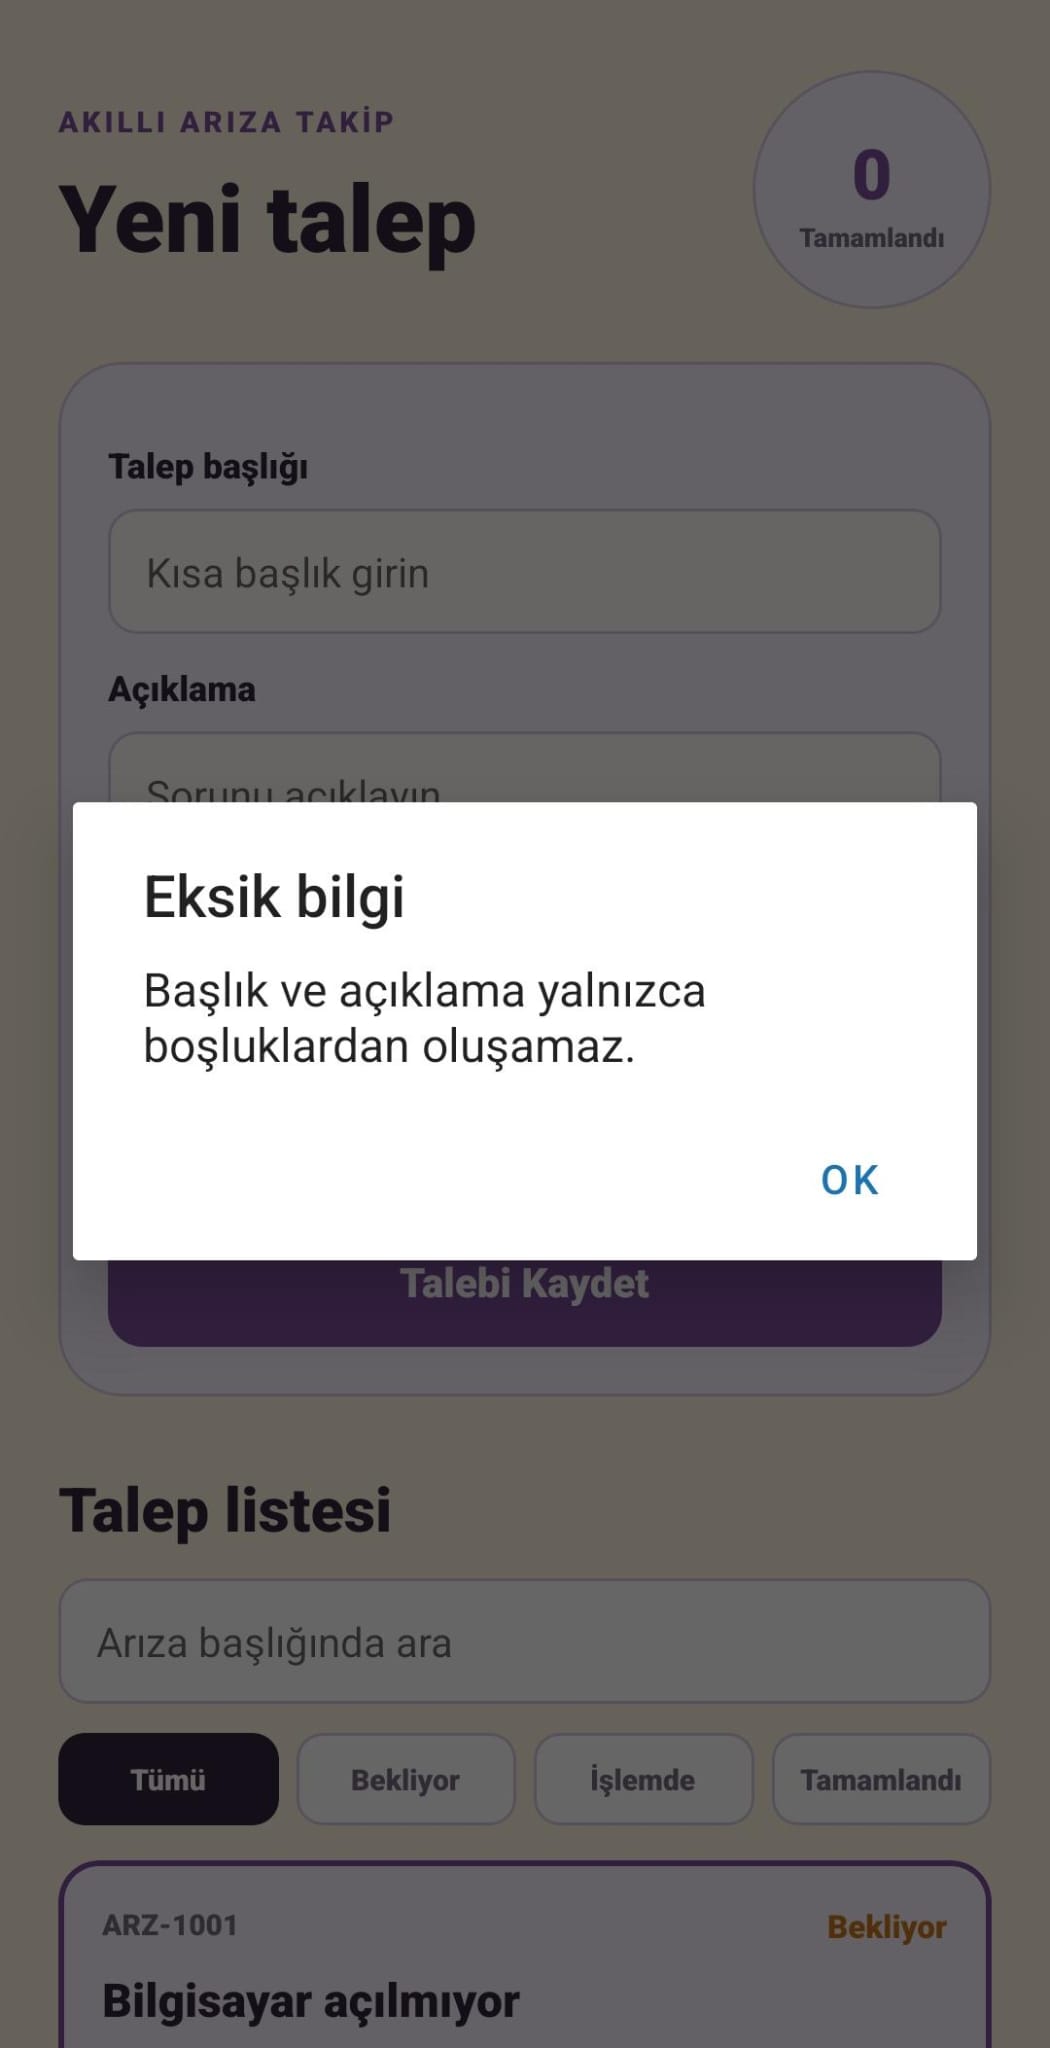 AKILLI ARIZA TAKİP
Yeni talep
0
Tamamlandı
Talep başlığı
Kısa başlık girin
Açıklama
Sorunu açıklayın
Eksik bilgi
Başlık ve açıklama yalnızca
boşluklardan oluşamaz.
OK
Talebi Kaydet
Talep listesi
Arıza başlığında ara
Tümü
Bekliyor
İşlemde
Tamamlandı
ARZ-1001
Bekliyor
Bilgisayar açılmıyor